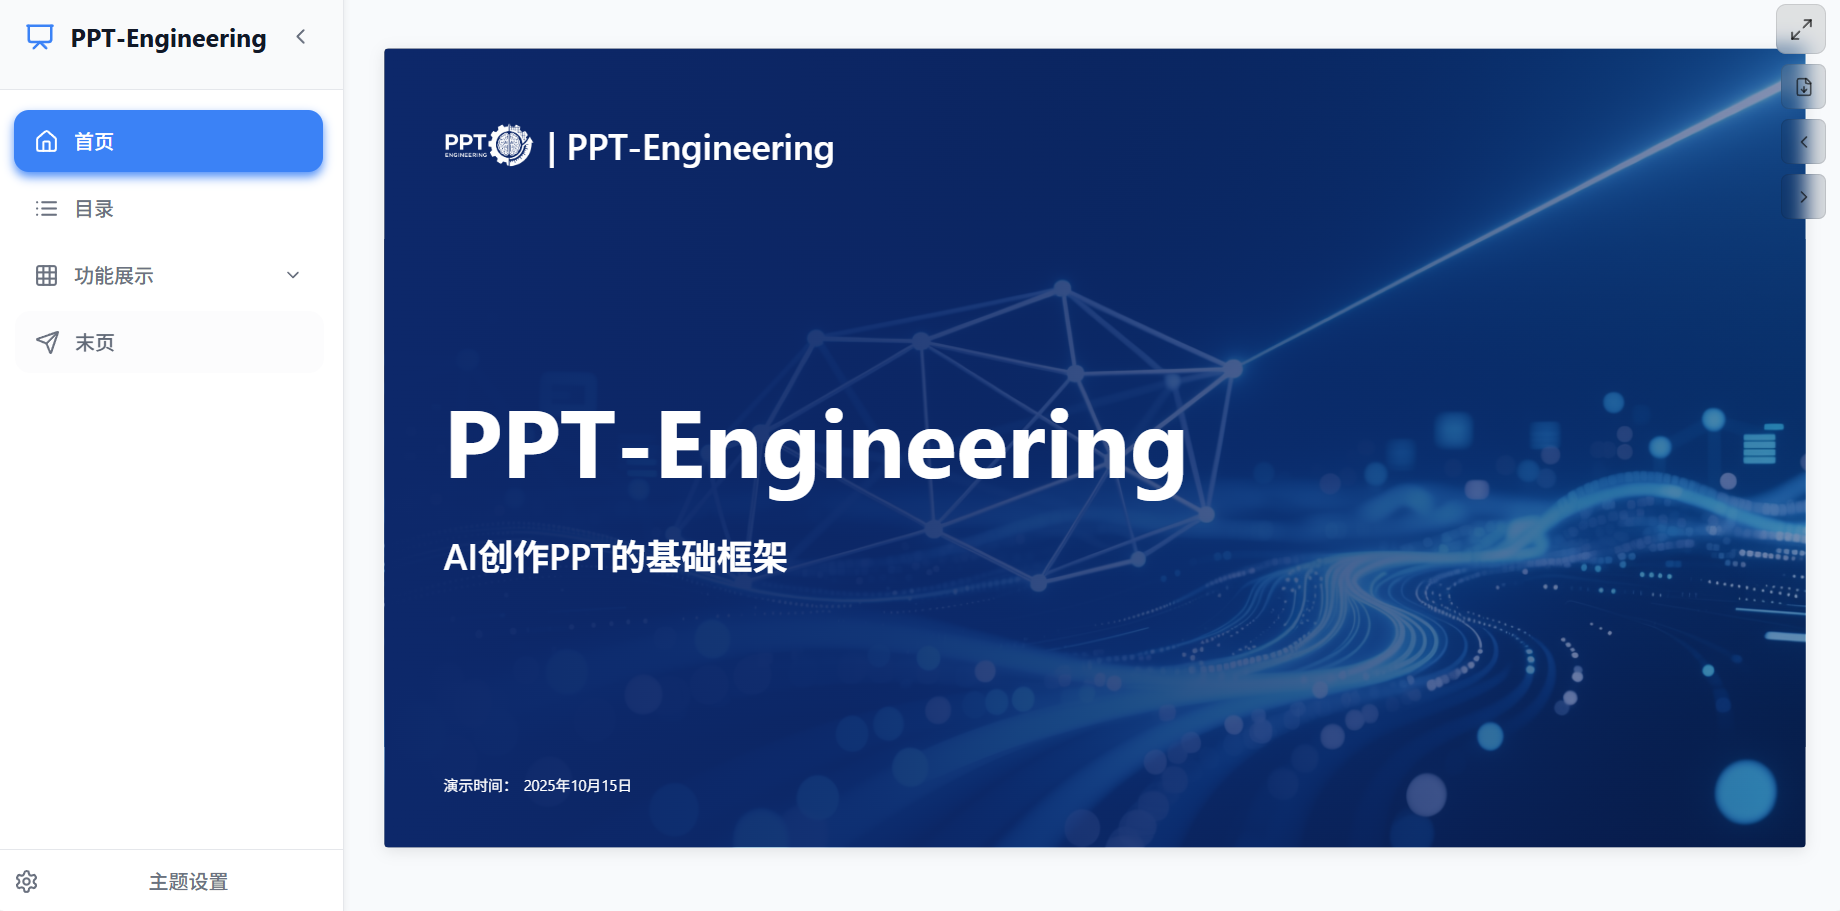 PPT-Engineering
首页
目录
功能展示
末页
主题设置
PPT
ENGINEERING
| PPT-Engineering
PPT-Engineering
AI创作PPT的基础框架
演示时间： 2025年10月15日